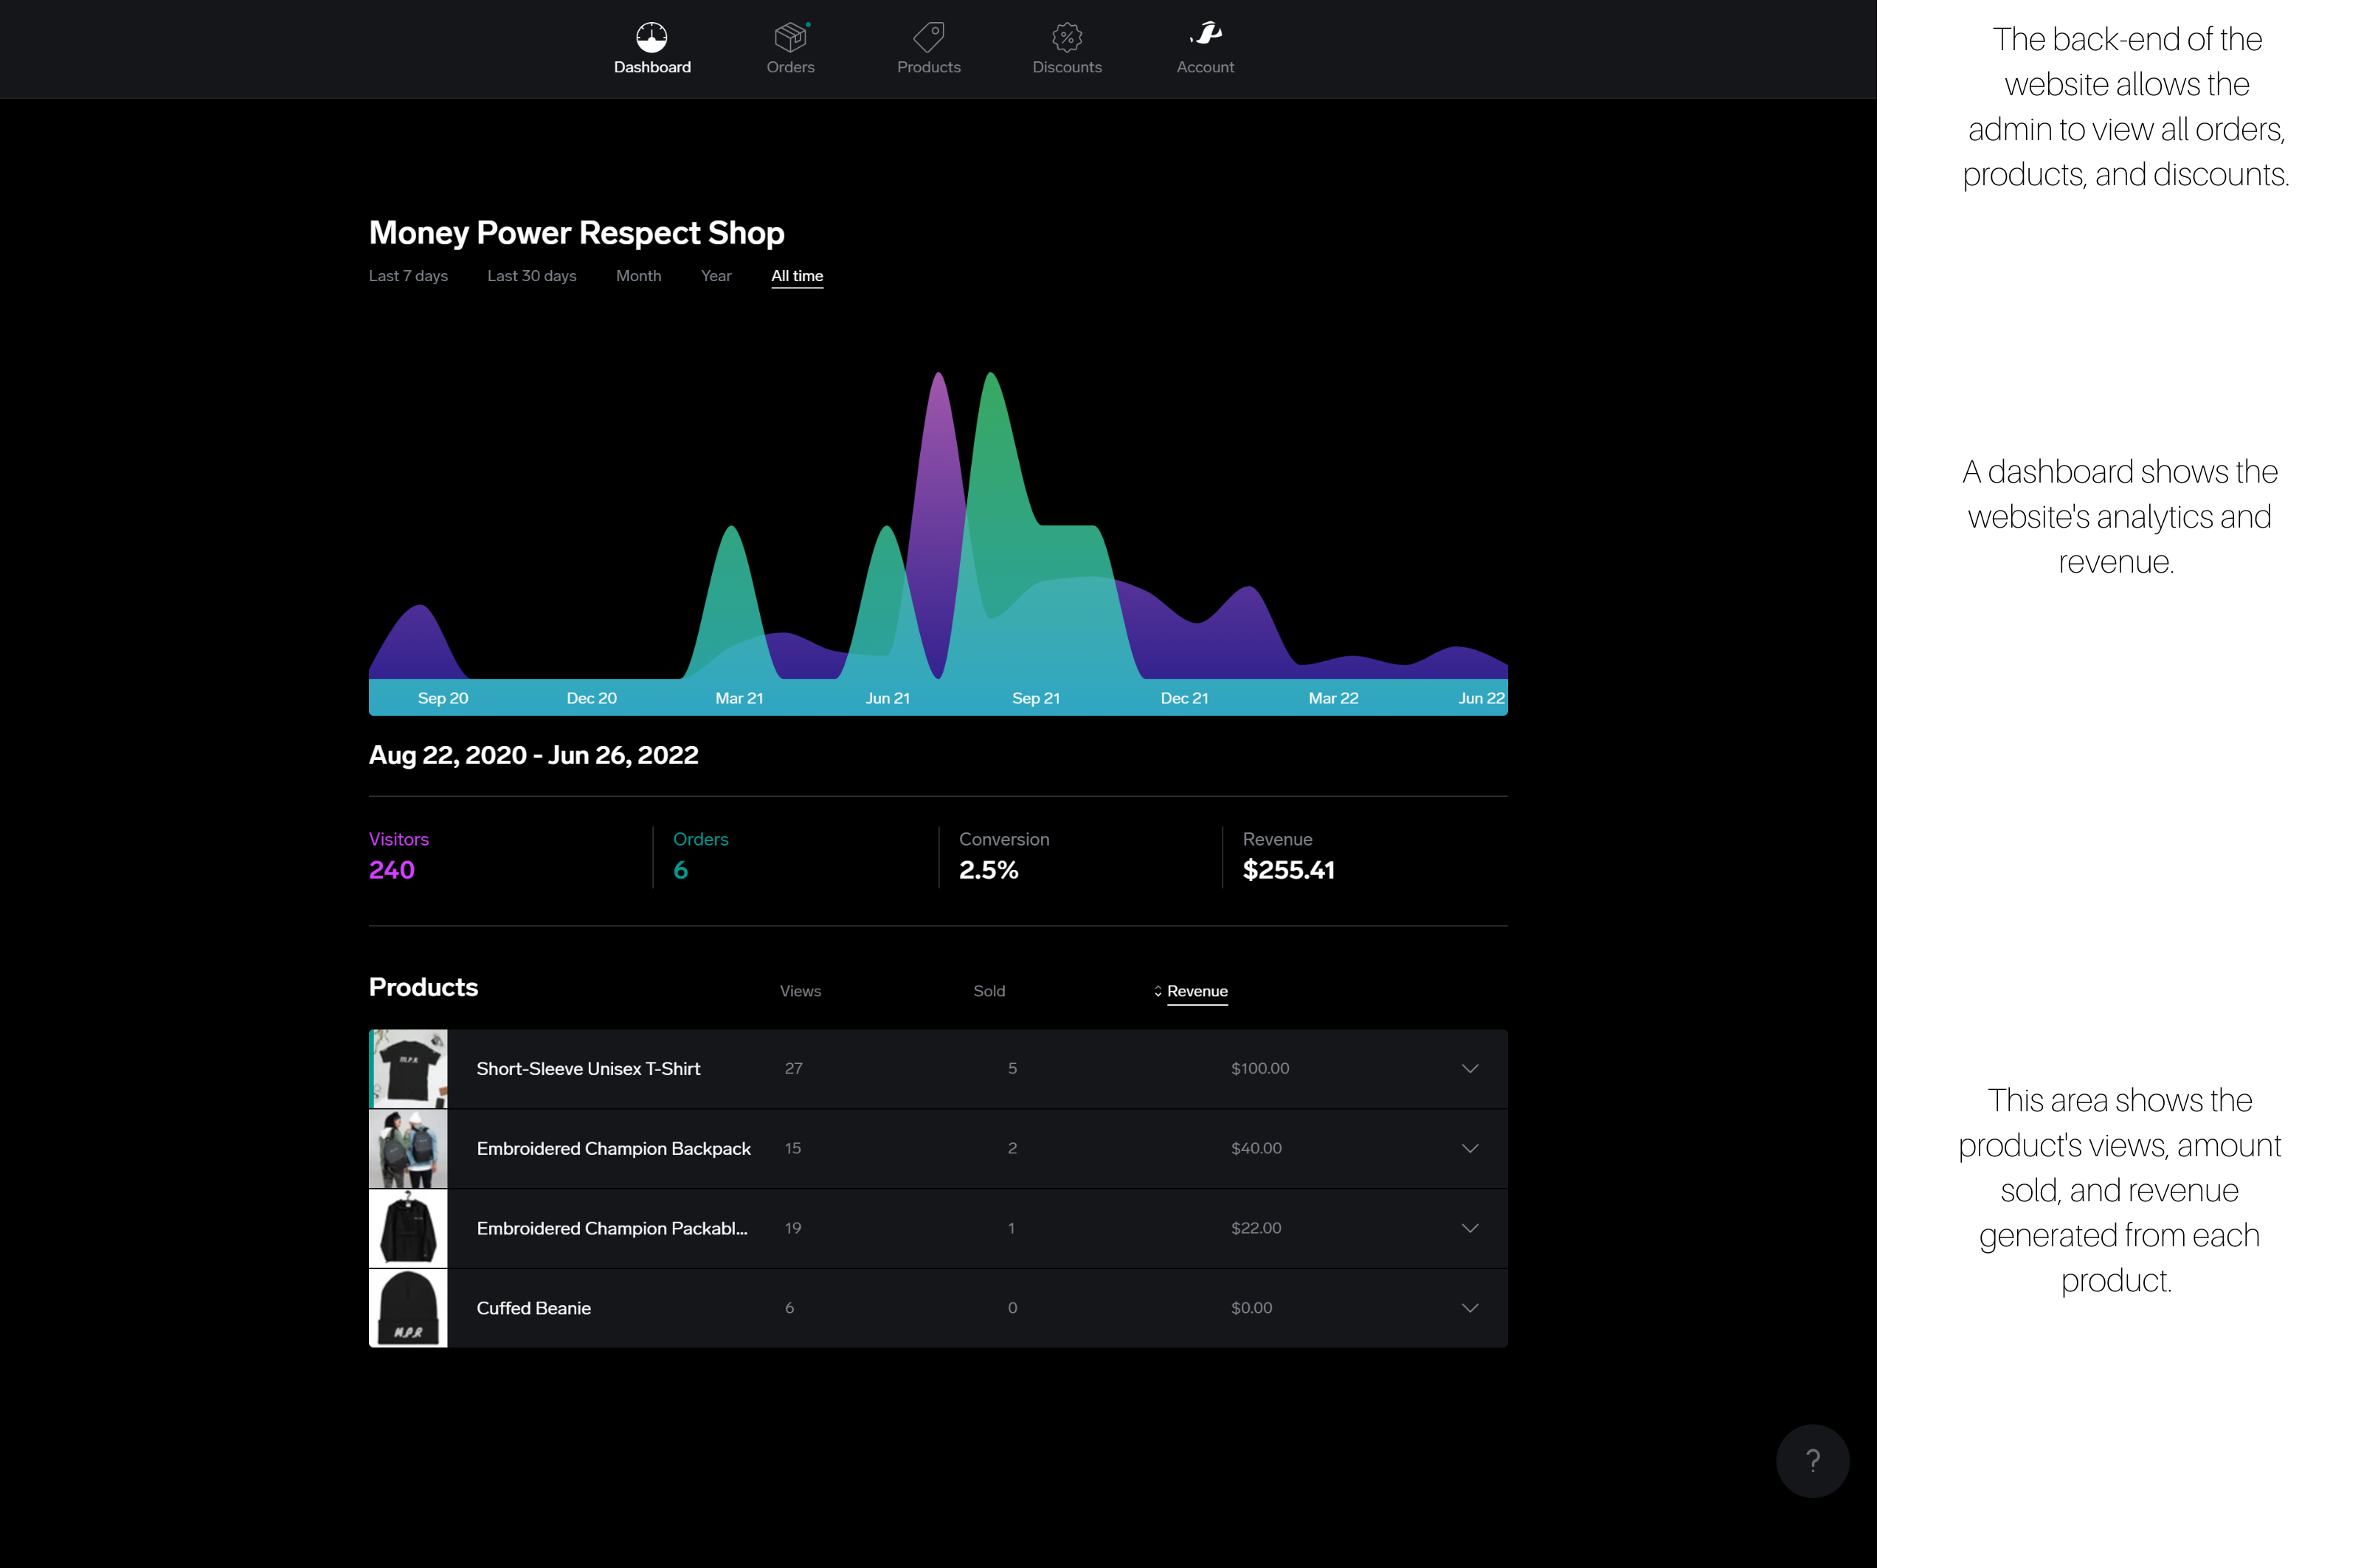 Dashboard
Orders
Products
Discounts
Account
Money Power Respect Shop
Last 7 days
Last 30 days
Month
Year
All time
Sep 20
Dec 20
Mar 21
Jun 21
Sep 21
Dec 21
Mar 22
Jun 22
Aug 22, 2020 - Jun 26, 2022
Visitors
240
Orders
6
Conversion
2.5%
Revenue
$255.41
Products
Views
Sold
Revenue
M.P.R
Short-Sleeve Unisex T-Shirt
27
5
$100.00
Embroidered Champion Backpack
15
2
$40.00
Embroidered Champion Packabl...
19
1
$22.00
M.P.R
Cuffed Beanie
6
0
$0.00
?
The back-end of the
website allows the
admin to view all orders,
products, and discounts.
A dashboard shows the
website's analytics and
revenue.
This area shows the
product's views, amount
sold, and revenue
generated from each
product.